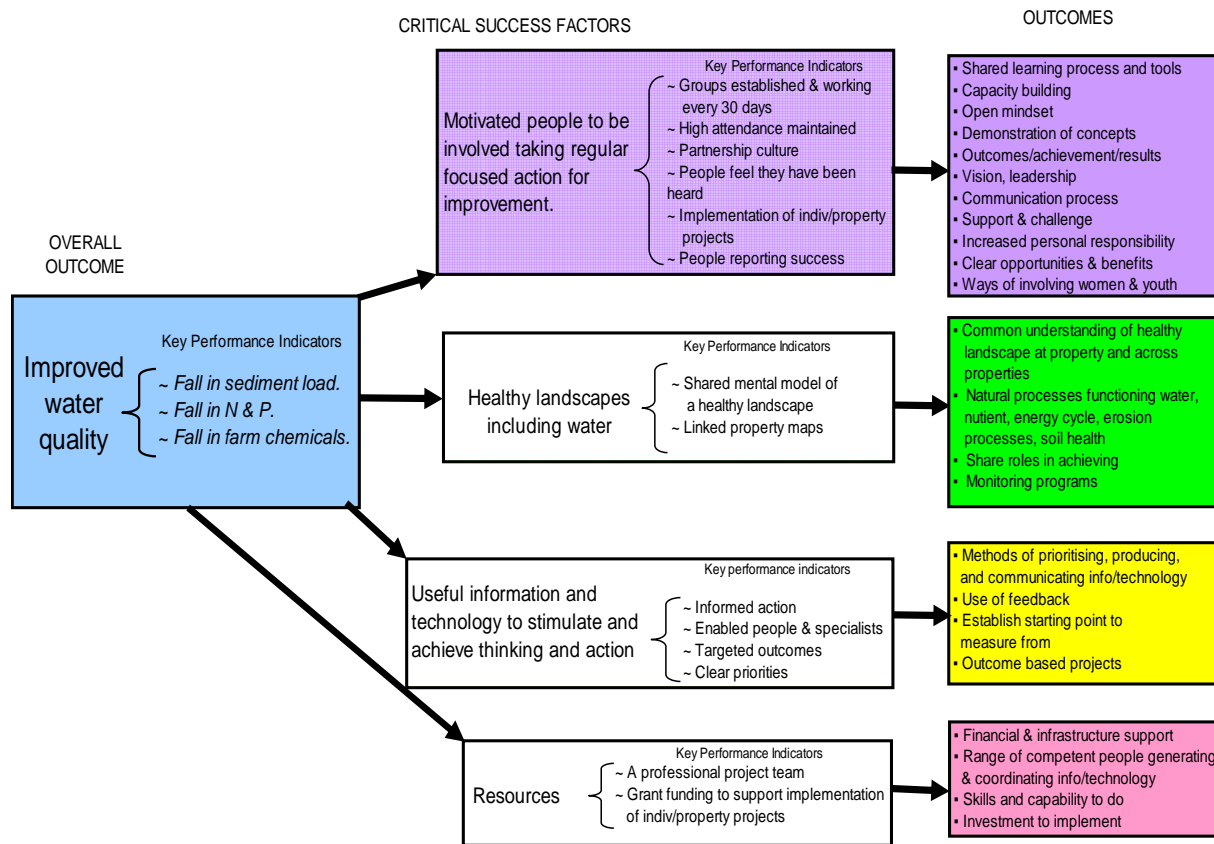 CRITICAL SUCCESS FACTORS
OUTCOMES
OVERALL
OUTCOME
Improved
water
quality
Key Performance Indicators
~ Fall in sediment load.
~ Fall in N & P.
~ Fall in farm chemicals.
Motivated people to be
involved taking regular
focused action for
improvement.
Key Performance Indicators
~ Groups established & working
every 30 days
~ High attendance maintained
~ Partnership culture
~ People feel they have been
heard
~ Implementation of indiv/property
projects
~ People reporting success
▪ Shared learning process and tools
▪ Capacity building
▪ Open mindset
▪ Demonstration of concepts
▪ Outcomes/achievement/results
▪ Vision, leadership
▪ Communication process
▪ Support & challenge
▪ Increased personal responsibility
▪ Clear opportunities & benefits
▪ Ways of involving women & youth
Healthy landscapes
including water
Key Performance Indicators
~ Shared mental model of
a healthy landscape
~ Linked property maps
▪ Common understanding of healthy
landscape at property and across
properties
▪ Natural processes functioning water,
nutient, energy cycle, erosion
processes, soil health
▪ Share roles in achieving
▪ Monitoring programs
Useful information and
technology to stimulate and
achieve thinking and action
Key performance indicators
~ Informed action
~ Enabled people & specialists
~ Targeted outcomes
~ Clear priorities
▪ Methods of prioritising, producing,
and communicating info/technology
▪ Use of feedback
▪ Establish starting point to
measure from
▪ Outcome based projects
Resources
Key Performance Indicators
~ A professional project team
~ Grant funding to support implementation
of indiv/property projects
▪ Financial & infrastructure support
▪ Range of competent people generating
& coordinating info/technology
▪ Skills and capability to do
▪ Investment to implement